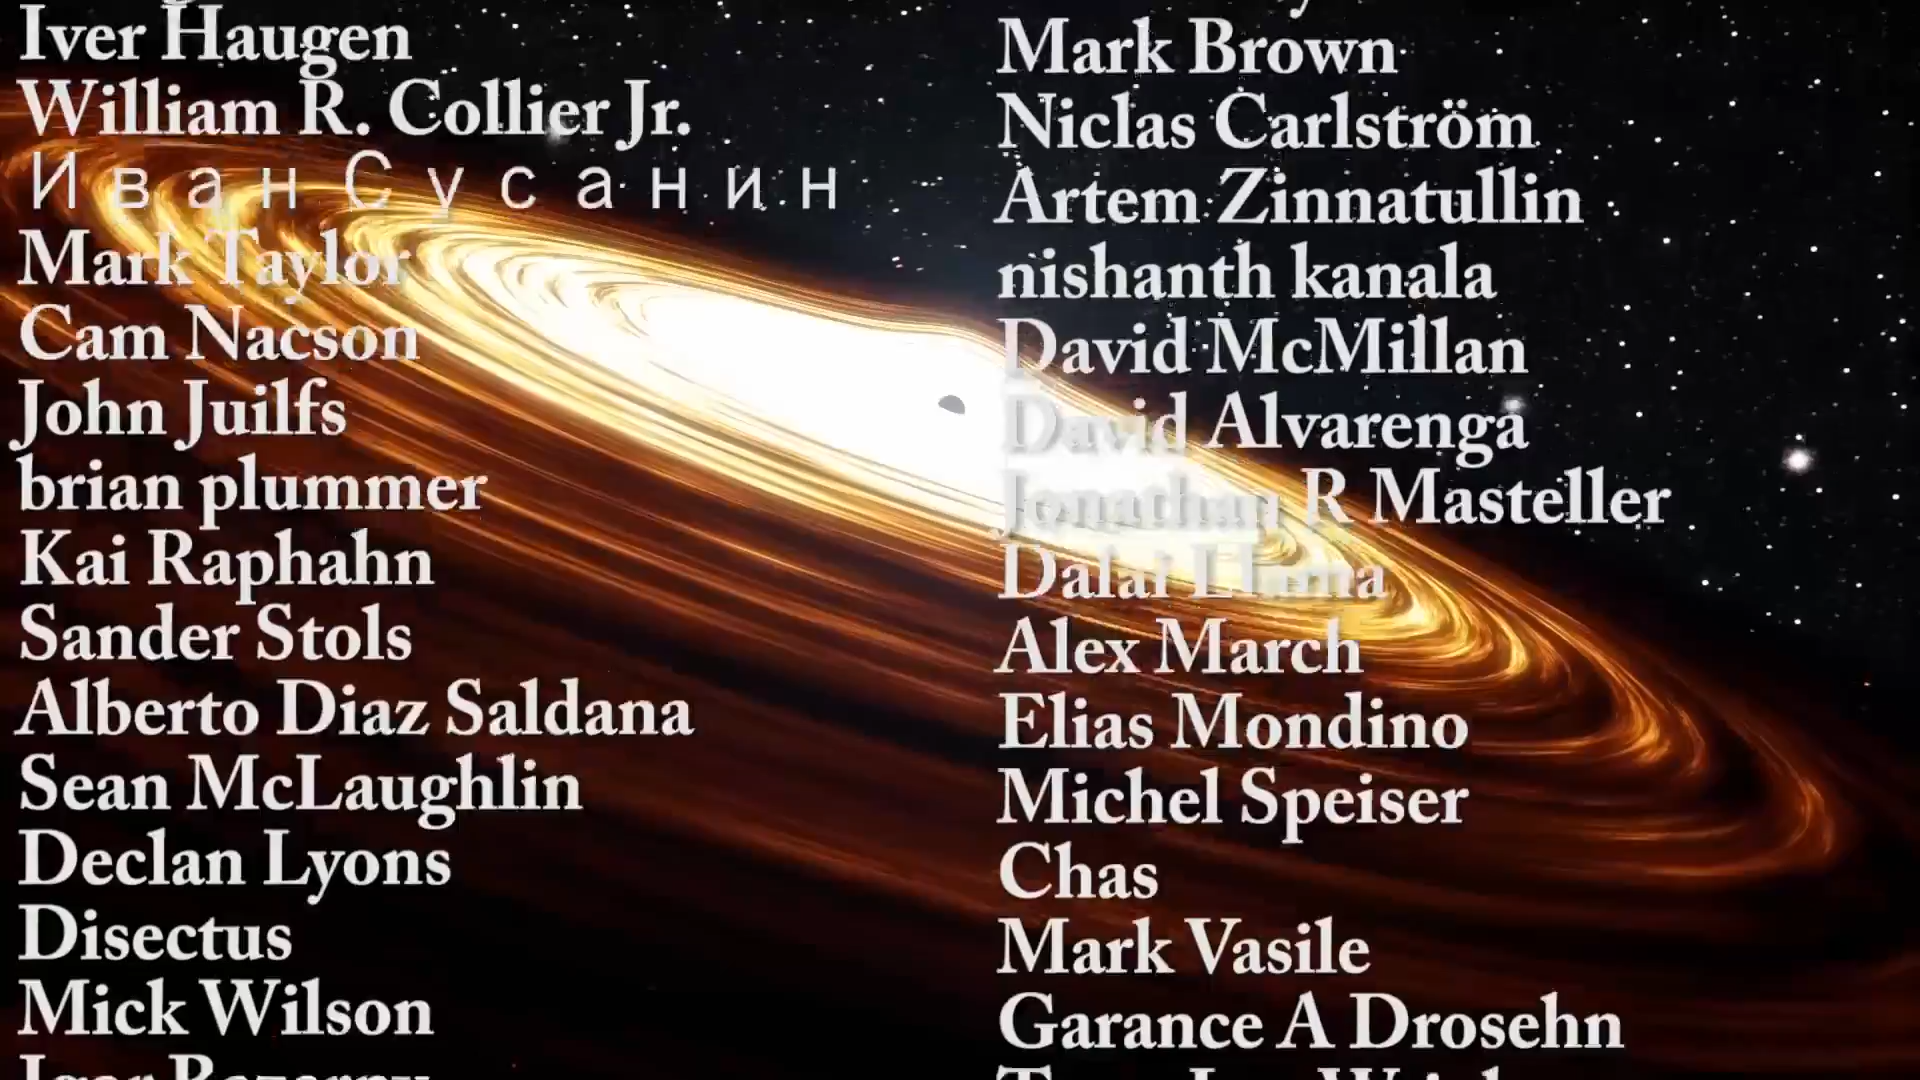 Iver Haugen
William R. Collier Jr.
Иван Сусанин
Mark Taylor
Cam Nacson
John Juilfs
brian plummer
Kai Raphahn
Sander Stols
Alberto Diaz Saldana
Sean McLaughlin
Declan Lyons
Disectus
Mick Wilson
Mark Brown
Niclas Carlström
Artem Zinnatullin
nishanth kanala
David McMillan
David Alvarenga
Jonathan R Masteller
Dalai Llama
Alex March
Elias Mondino
Michel Speiser
Chas
Mark Vasile
Garance A Drosehn